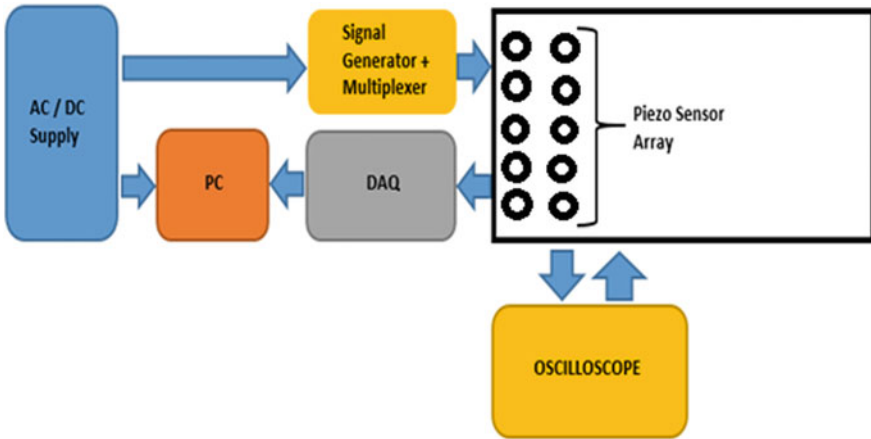 Signal
Generator +
Multiplexer
AC / DC
Supply
Piezo Sensor
Array
PC
DAQ
OSCILLOSCOPE